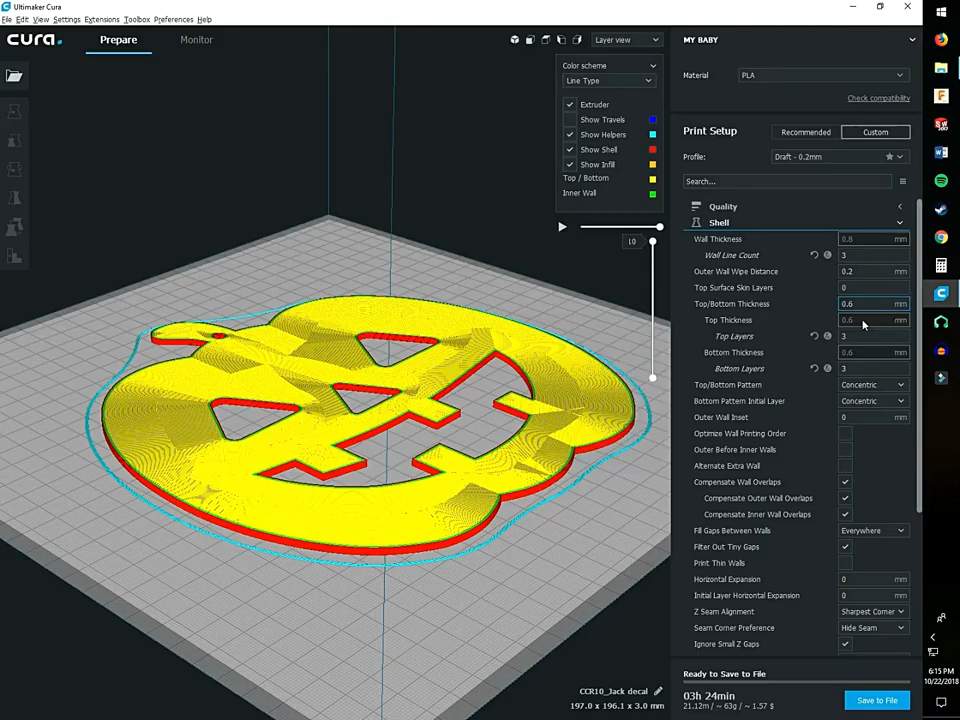 Ultimaker Cura
File Edit View Settings Extensions Toolbox Preferences Help
cura.
Prepare
Monitor
Layer view
Color scheme
Line Type
Extruder
Show Travels
Show Helpers
Show Shell
Show Infill
Top / Bottom
Inner Wall
10
MY BABY
Material
PLA
Check compatibility
Print Setup
Recommended
Custom
Profile:
Draft - 0.2mm
Search...
Quality
Shell
Wall Thickness 0.8 mm
Wall Line Count 3
Outer Wall Wipe Distance 0.2 mm
Top Surface Skin Layers 0
Top/Bottom Thickness 0.6 mm
Top Thickness 0.6 mm
Top Layers 3
Bottom Thickness 0.6 mm
Bottom Layers 3
Top/Bottom Pattern Concentric
Bottom Pattern Initial Layer Concentric
Outer Wall Inset 0 mm
Optimize Wall Printing Order
Outer Before Inner Walls
Alternate Extra Wall
Compensate Wall Overlaps
Compensate Outer Wall Overlaps
Compensate Inner Wall Overlaps
Fill Gaps Between Walls Everywhere
Filter Out Tiny Gaps
Print Thin Walls
Horizontal Expansion 0 mm
Initial Layer Horizontal Expansion 0 mm
Z Seam Alignment Sharpest Corner
Seam Corner Preference Hide Seam
Ignore Small Z Gaps
Ready to Save to File
03h 24min
21.12m / ~ 63g / ~ 1.57 $
Save to File
CCR10_Jack decal
197.0 x 196.1 x 3.0 mm
6:15 PM
10/22/2018